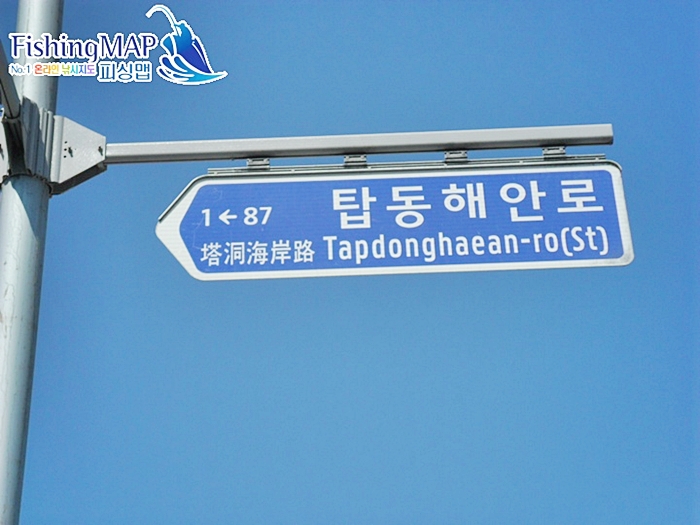 FishingMAP
No.1 온라인 낚시지도 피싱맵
탑동해안로
1←87
塔洞海岸路 Tapdonghaean-ro(St)